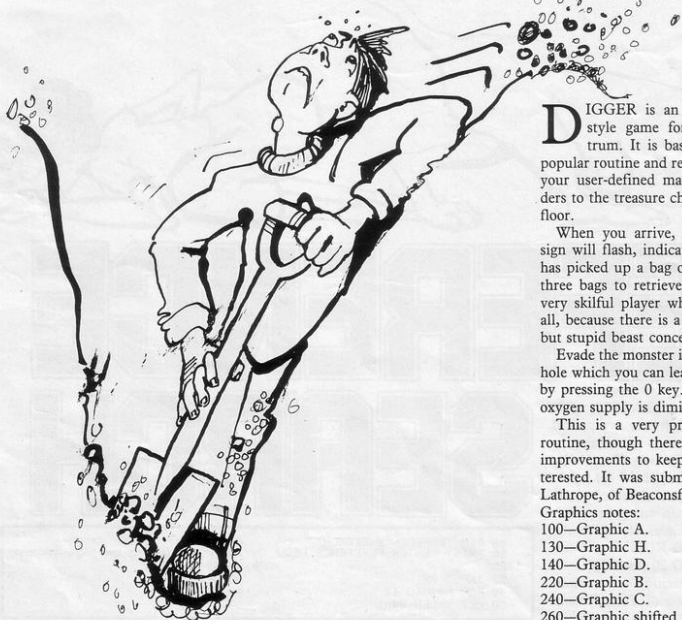 DIGGER is an
style game for
trum. It is bas
popular routine and re
your user-defined ma
ders to the treasure ch
floor.
When you arrive,
sign will flash, indica
has picked up a bag o
three bags to retrieve
very skilful player wh
all, because there is a
but stupid beast conce
Evade the monster i
hole which you can lea
by pressing the 0 key.
oxygen supply is dimi
This is a very pr
routine, though there
improvements to keep
terested. It was subm
Lathrope, of Beaconsf
Graphics notes:
100—Graphic A.
130—Graphic H.
140—Graphic D.
220—Graphic B.
240—Graphic C.
260—Graphic shifted